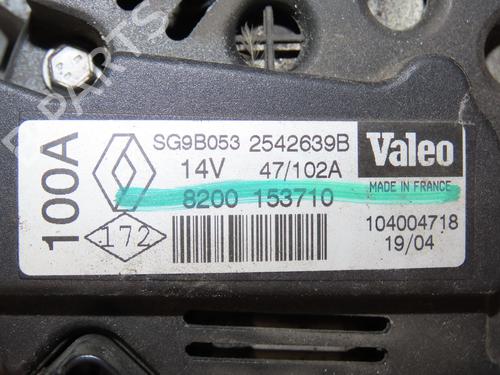 100A
SG9B053 2542639B
14V 47/102A
8200 153710
172
Valeo
MADE IN FRANCE
104004718
19/04